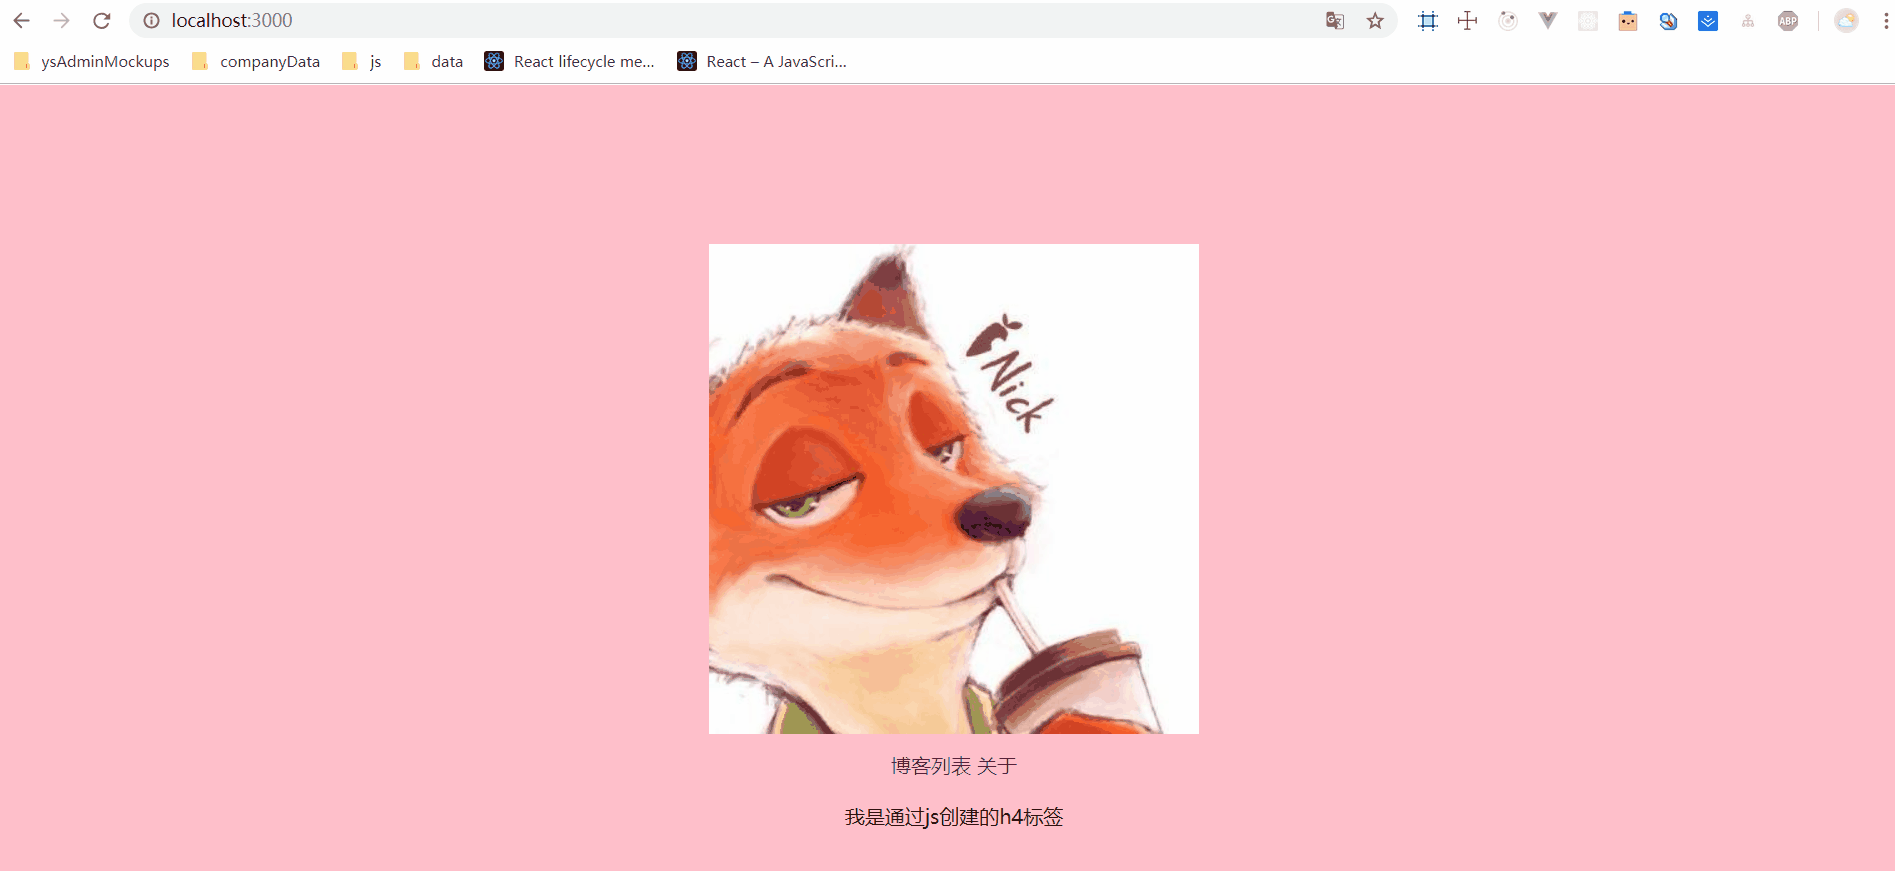 localhost:3000
ABP
ysAdminMockups companyData js data React lifecycle me... React – A JavaScri...
Nick
博客列表 关于
我是通过js创建的h4标签